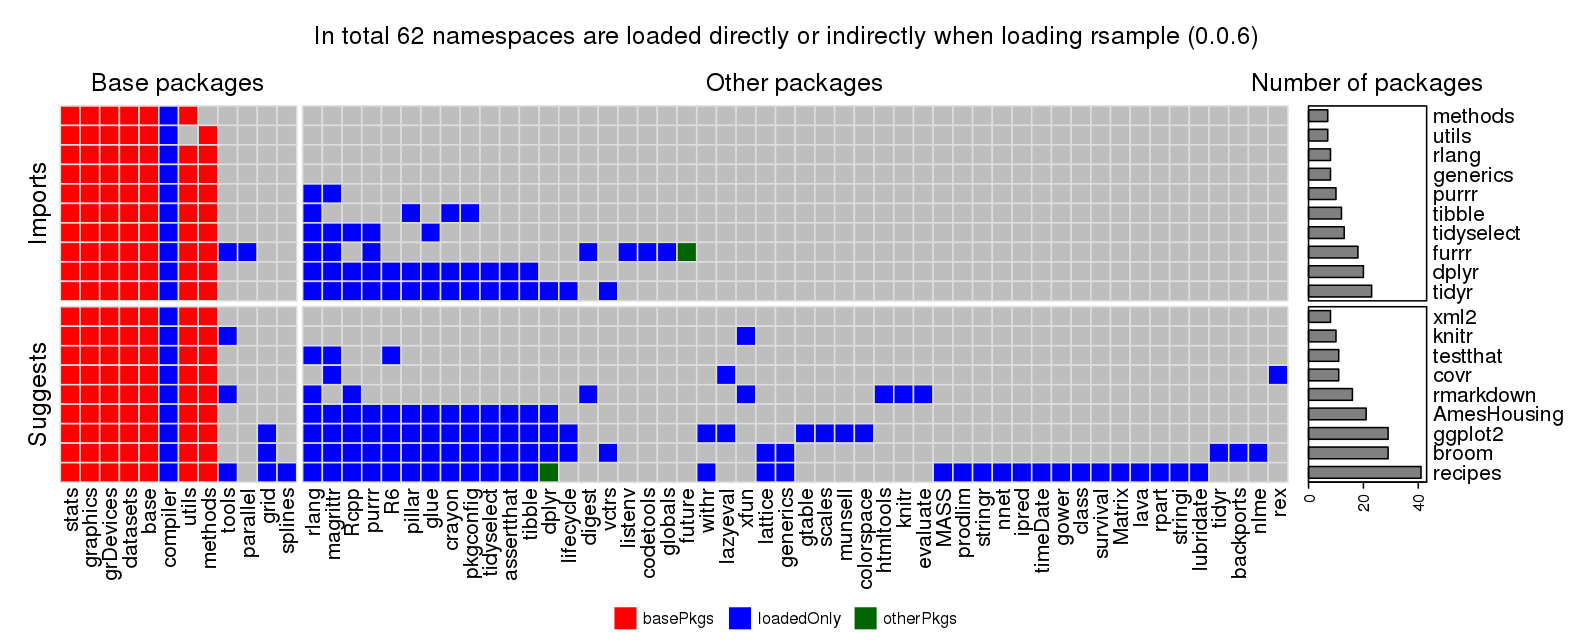 In total 62 namespaces are loaded directly or indirectly when loading rsample (0.0.6)
Base packages
Other packages
Number of packages
Imports
methods
utils
rlang
generics
purrr
tibble
tidyselect
furrr
dplyr
tidyr
Suggests
xml2
knitr
testthat
covr
rmarkdown
AmesHousing
ggplot2
broom
recipes
stats
graphics
grDevices
datasets
base
compiler
utils
methods
tools
parallel
grid
splines
rlang
magrittr
Rcpp
purrr
R6
pillar
glue
crayon
pkgconfig
tidyselect
assertthat
tibble
dplyr
lifecycle
digest
vctrs
listenv
codetools
globals
future
withr
lazyeval
xfun
lattice
generics
gtable
scales
munsell
colorspace
htmltools
knitr
evaluate
MASS
prodlim
stringr
nnet
ipred
timeDate
gower
class
survival
Matrix
lava
rpart
stringi
lubridate
tidyr
backports
nlme
rex
0
20
40
basePkgs
loadedOnly
otherPkgs